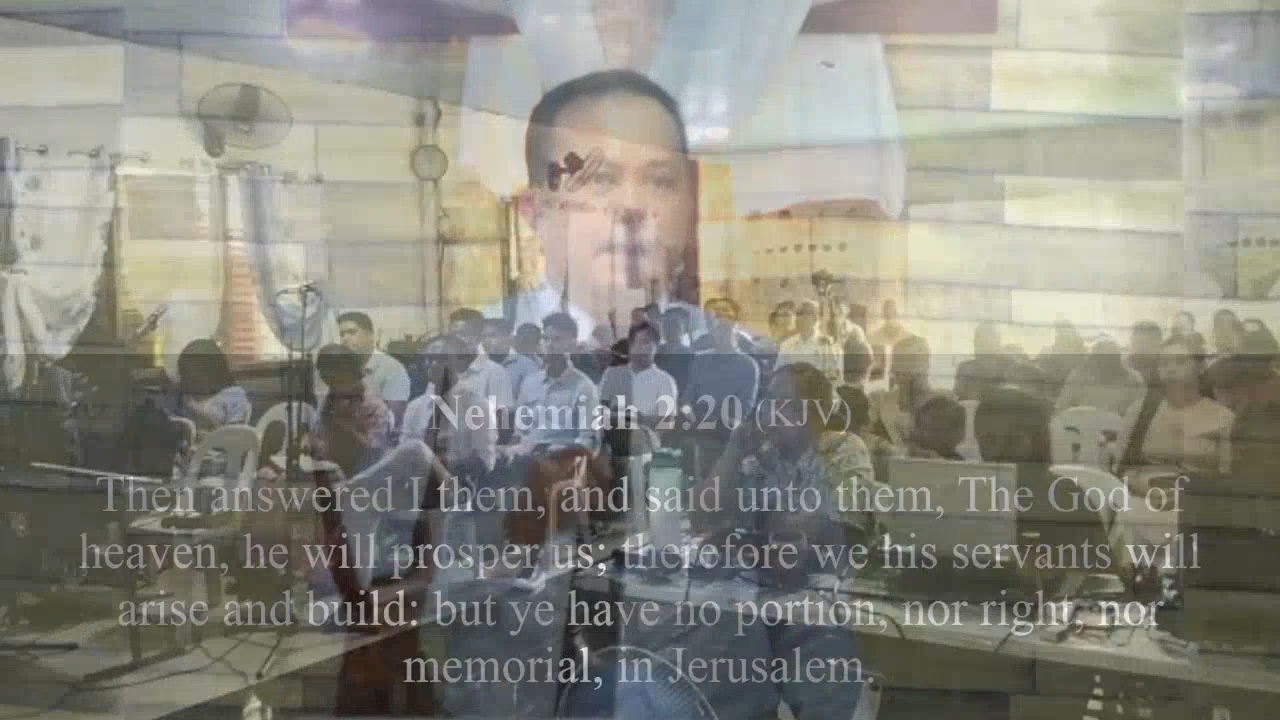 Nehemiah 2:20 (KJV)
Then answered I them, and said unto them, The God of
heaven, he will prosper us; therefore we his servants will
arise and build: but ye have no portion, nor right, nor
memorial, in Jerusalem.